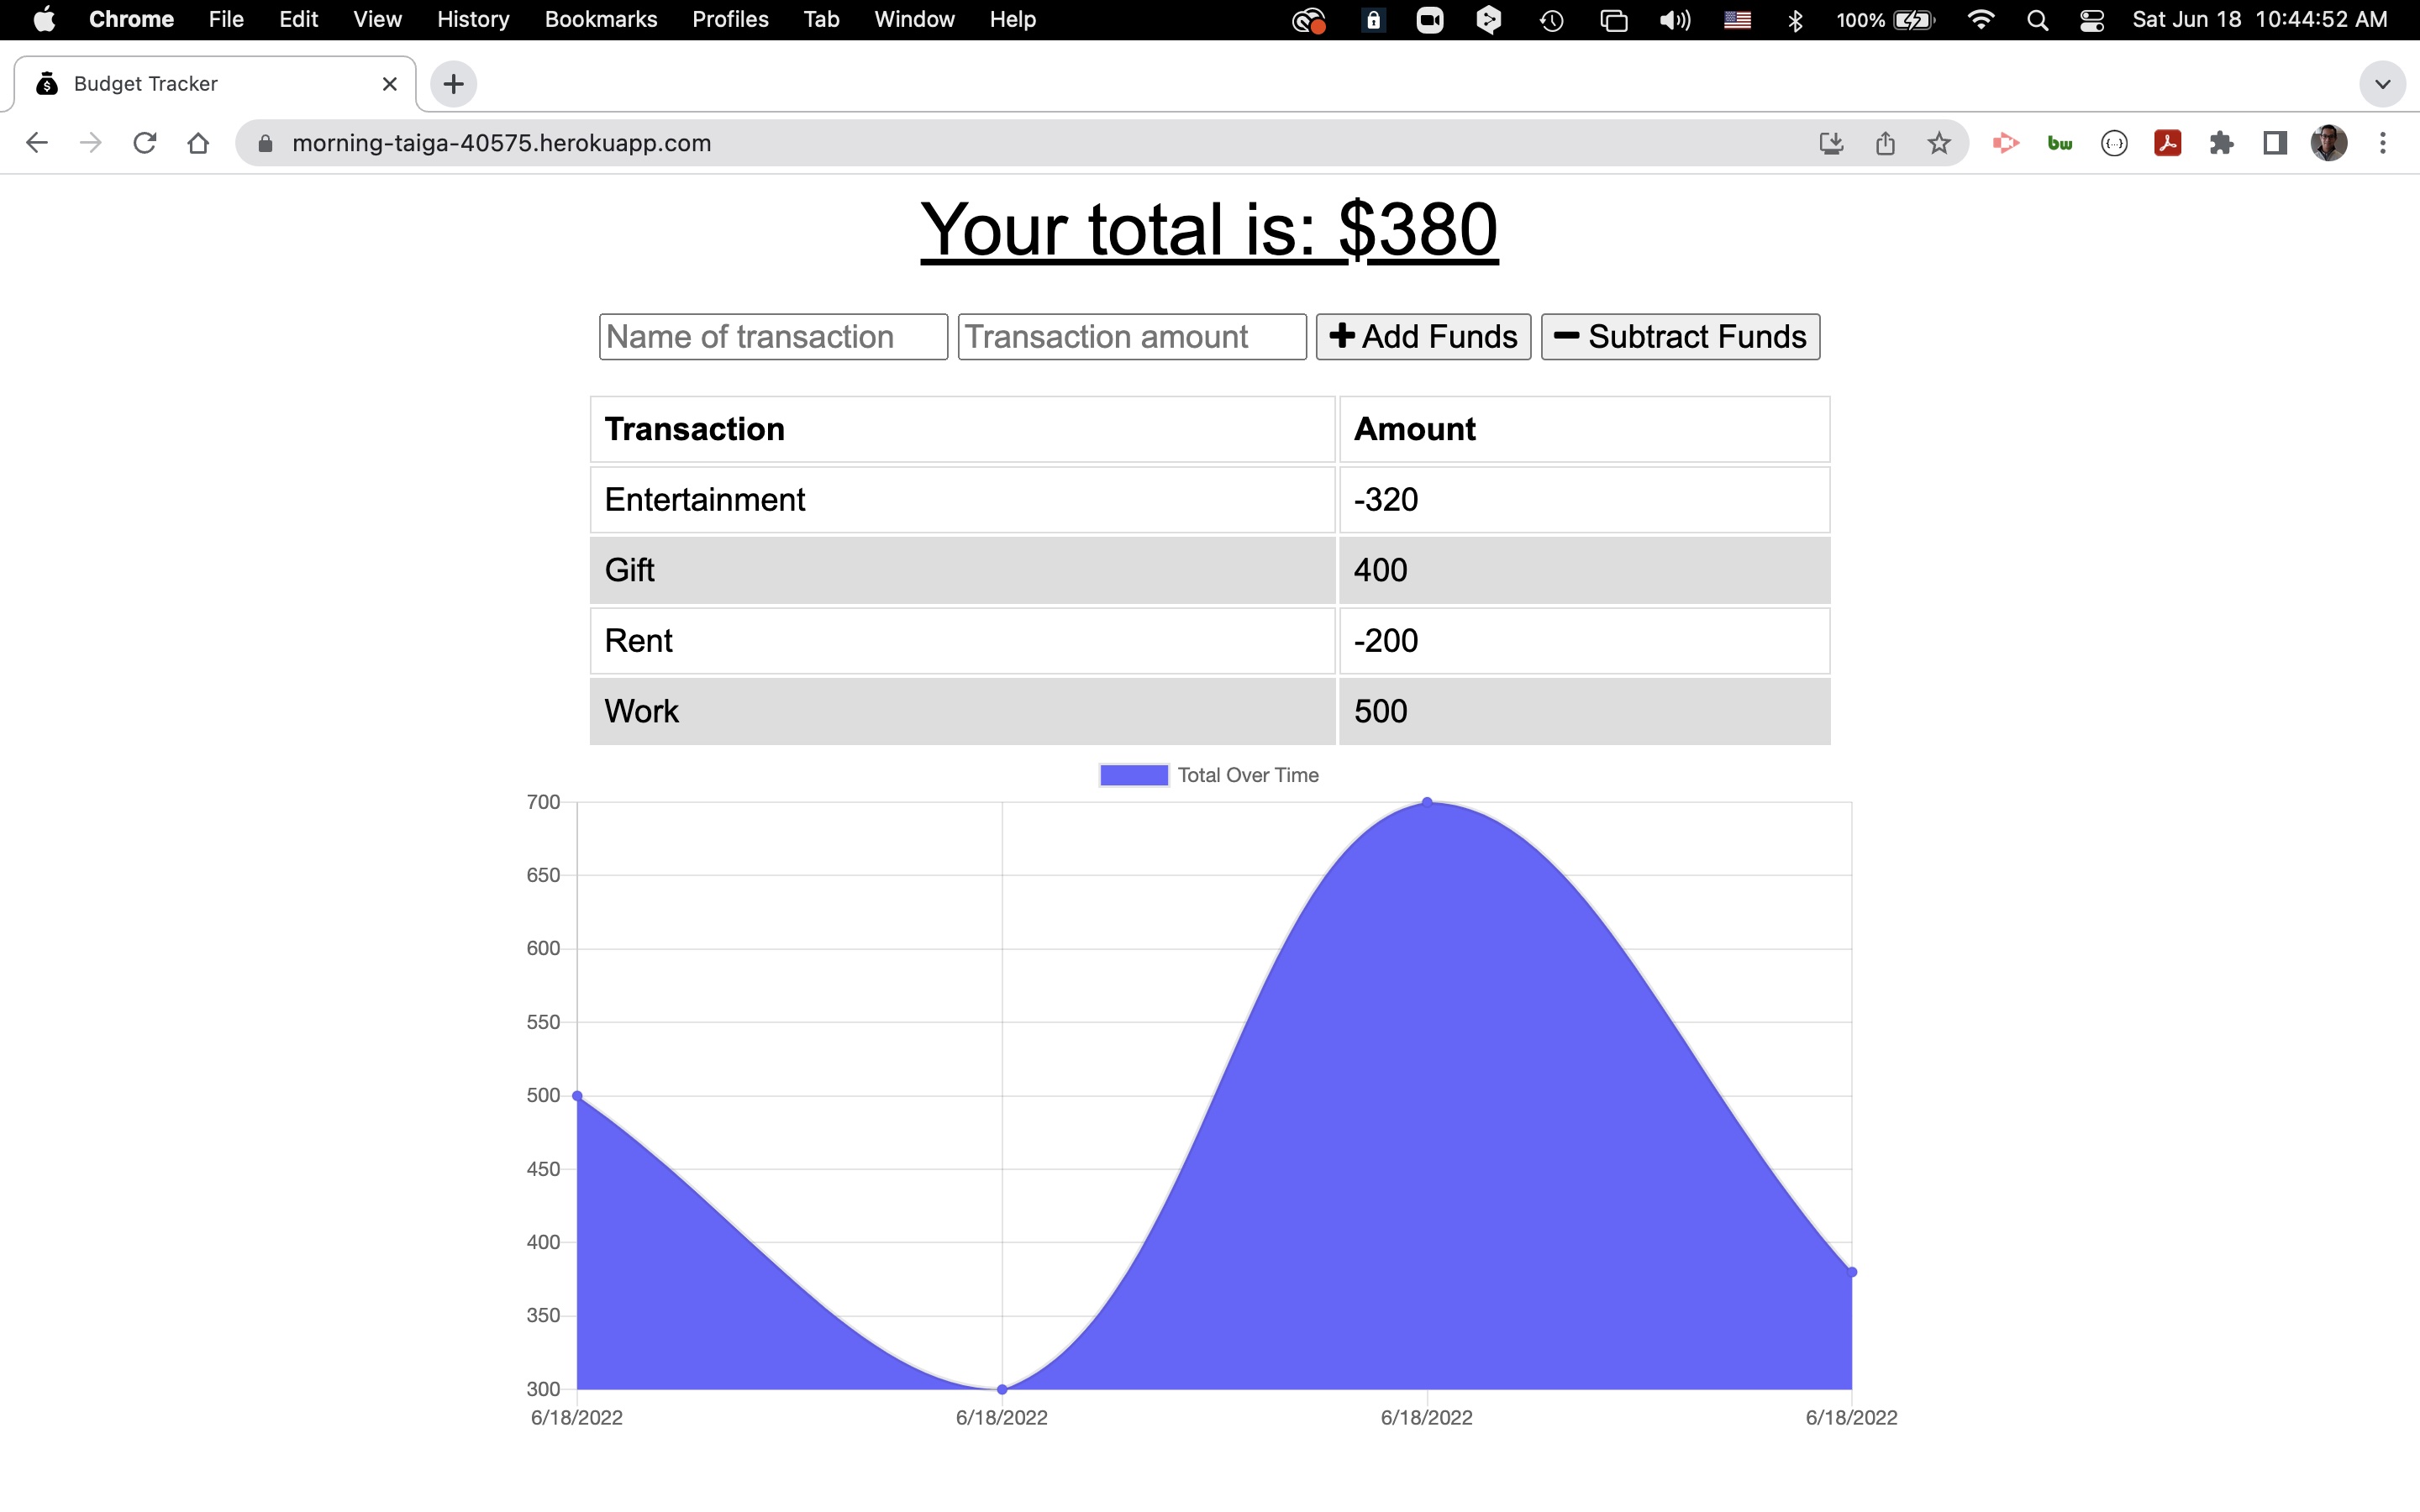 Chrome File Edit View History Bookmarks Profiles Tab Window Help 100% Sat Jun 18 10:44:52 AM
Budget Tracker
morning-taiga-40575.herokuapp.com bw {...}
Your total is: $380
Name of transaction Transaction amount + Add Funds − Subtract Funds
Transaction Amount
Entertainment -320
Gift 400
Rent -200
Work 500
Total Over Time
700
650
600
550
500
450
400
350
300
6/18/2022 6/18/2022 6/18/2022 6/18/2022